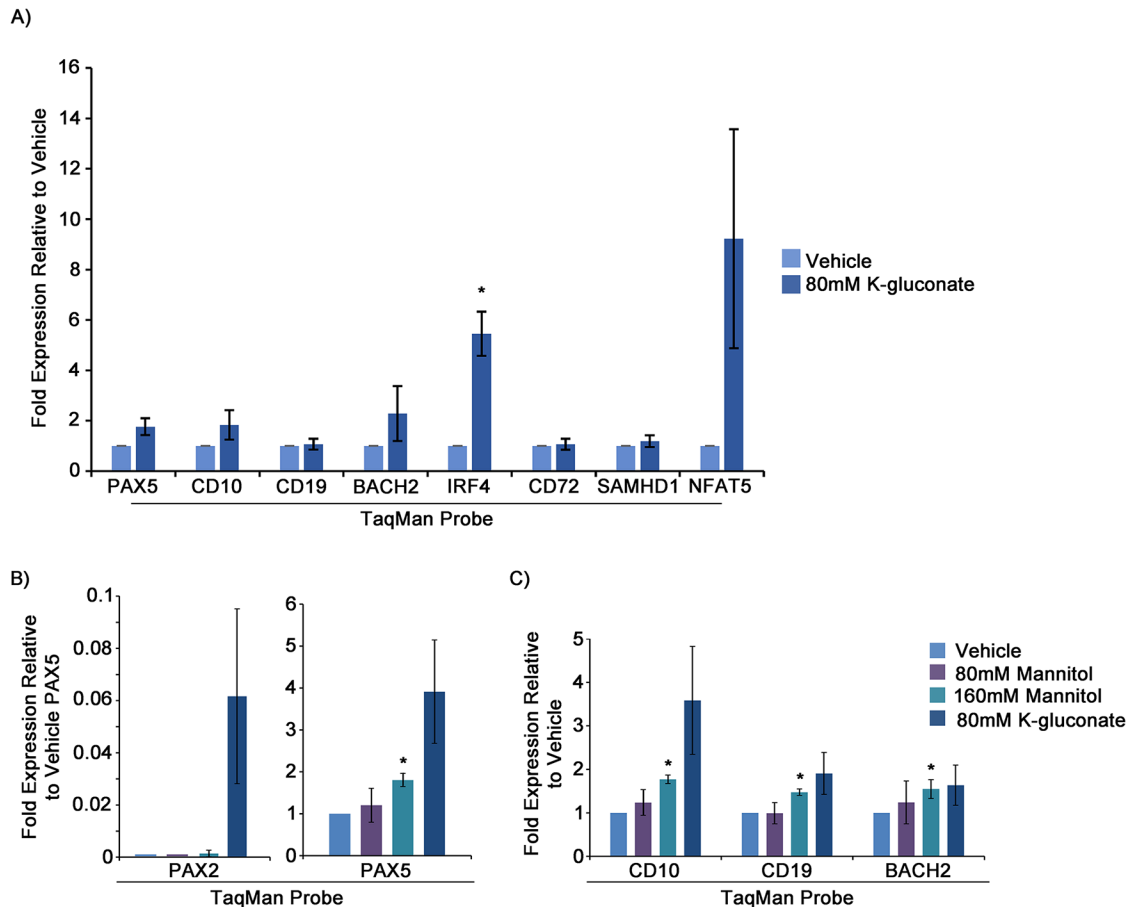 A)
Fold Expression Relative to Vehicle
16
14
12
10
8
6
4
2
0
*
PAX5 CD10 CD19 BACH2 IRF4 CD72 SAMHD1 NFAT5
TaqMan Probe
Vehicle
80mM K-gluconate
B)
Fold Expression Relative
to Vehicle PAX5
0.1
0.08
0.06
0.04
0.02
0
PAX2
6
5
4
3
2
1
0
*
PAX5
TaqMan Probe
C)
Fold Expression Relative
to Vehicle
5
4
3
2
1
0
* * *
CD10 CD19 BACH2
TaqMan Probe
Vehicle
80mM Mannitol
160mM Mannitol
80mM K-gluconate